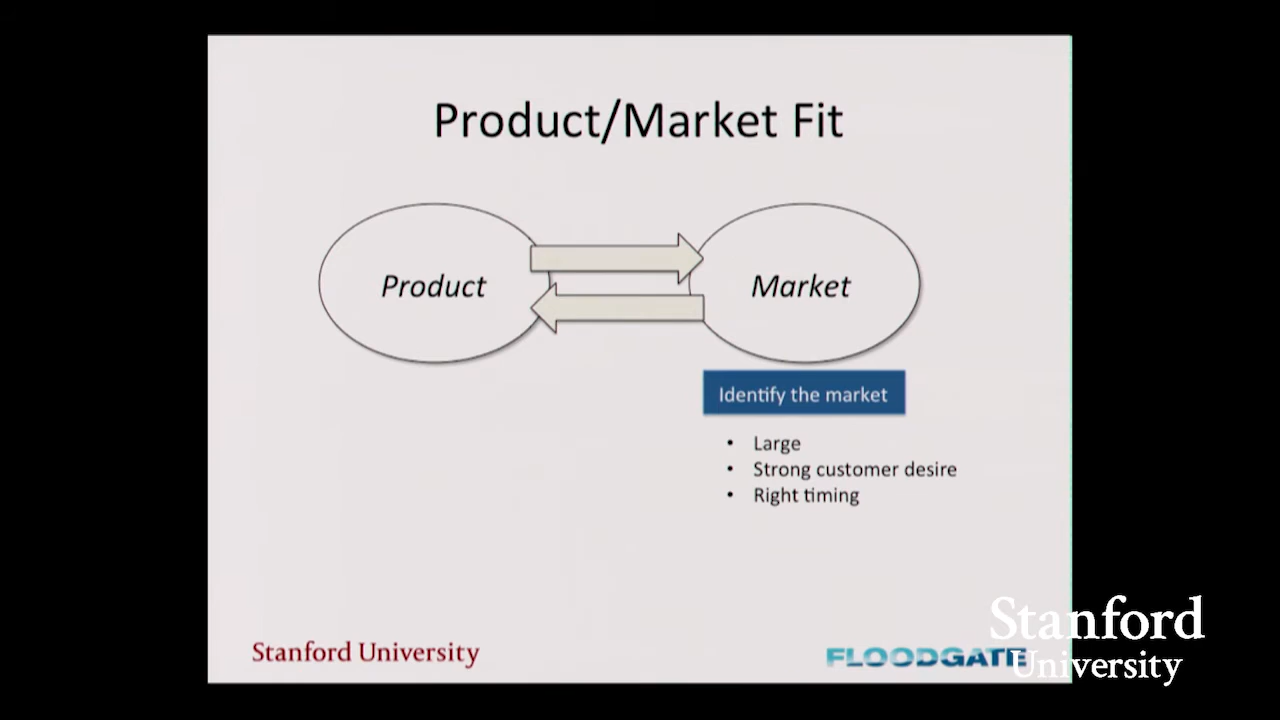 Product/Market Fit
Product
Market
Identify the market
• Large
• Strong customer desire
• Right timing
Stanford University
FLOODGATE
Stanford
University